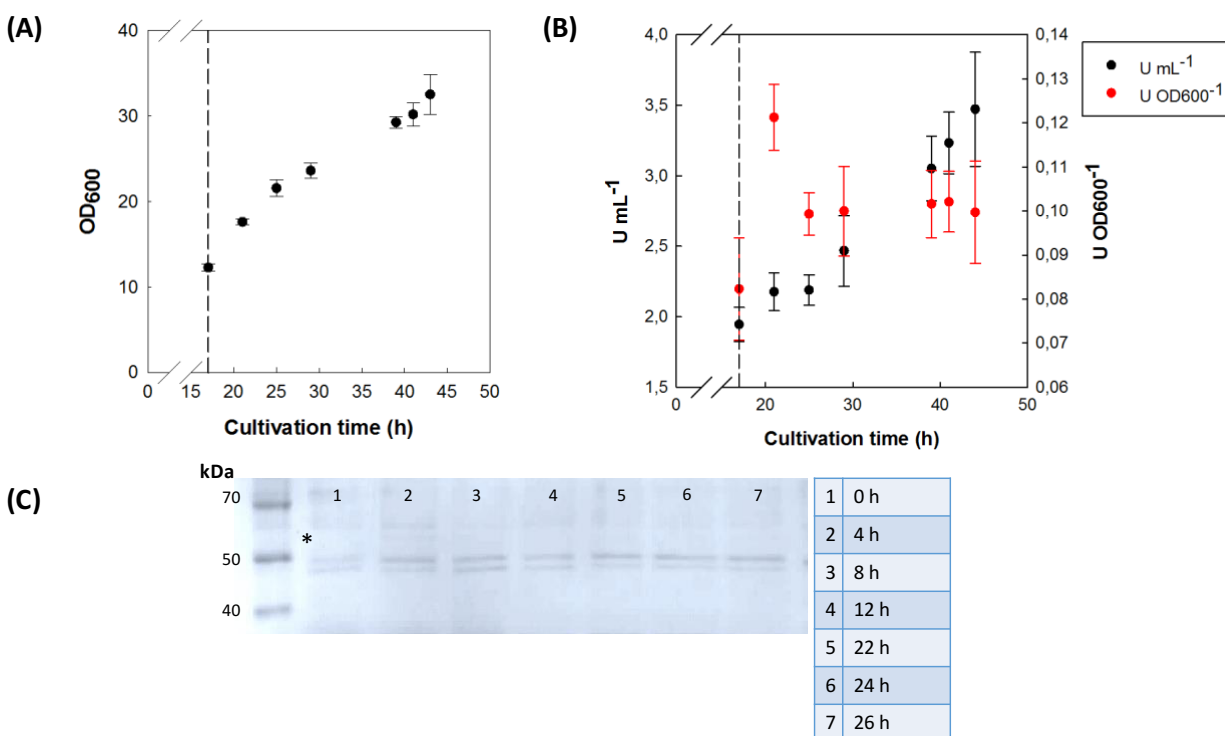 (A)
40
30
20
10
0
OD600
0 15 20 25 30 35 40 45 50
Cultivation time (h)
(B)
4,0
3,5
3,0
2,5
2,0
1,5
U mL-1
0,14
0,13
0,12
0,11
0,10
0,09
0,08
0,07
0,06
U OD600-1
0 20 30 40 50
Cultivation time (h)
U mL-1
U OD600-1
(C)
kDa
70
50
40
*
1 2 3 4 5 6 7
1 0 h
2 4 h
3 8 h
4 12 h
5 22 h
6 24 h
7 26 h